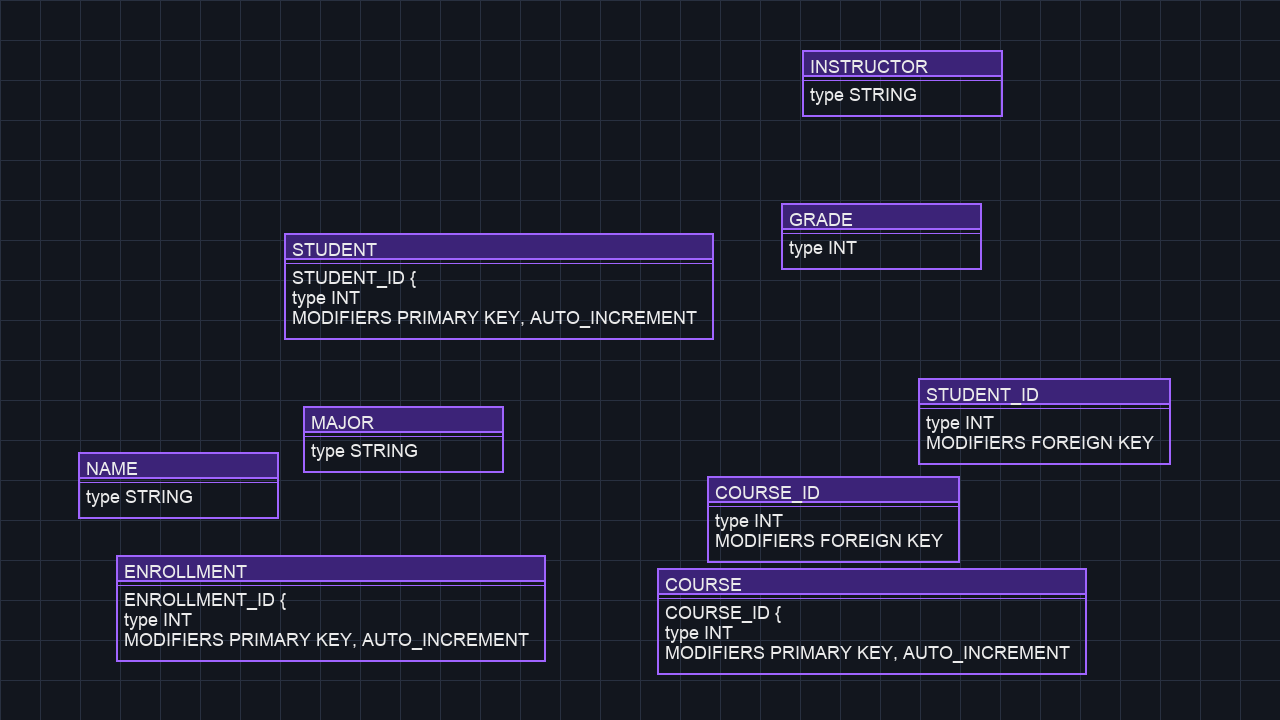 INSTRUCTOR
type STRING
GRADE
type INT
STUDENT
STUDENT_ID {
type INT
MODIFIERS PRIMARY KEY, AUTO_INCREMENT
STUDENT_ID
type INT
MODIFIERS FOREIGN KEY
MAJOR
type STRING
NAME
type STRING
COURSE_ID
type INT
MODIFIERS FOREIGN KEY
ENROLLMENT
ENROLLMENT_ID {
type INT
MODIFIERS PRIMARY KEY, AUTO_INCREMENT
COURSE
COURSE_ID {
type INT
MODIFIERS PRIMARY KEY, AUTO_INCREMENT